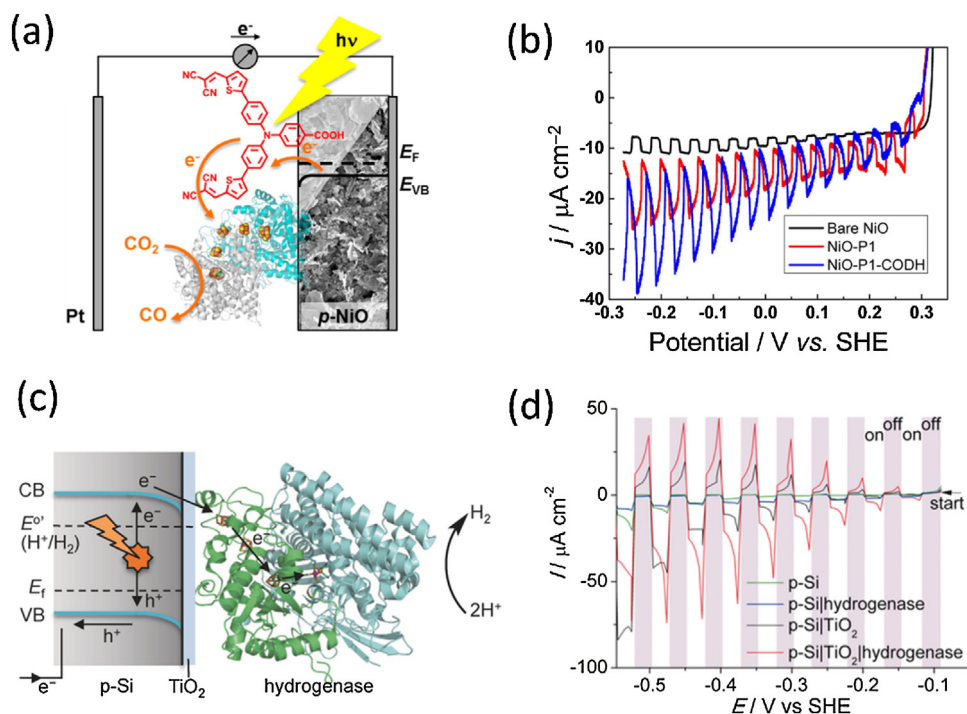 (a)
e⁻
hν
NC
CN
CN
S
N
COOH
e⁻
e⁻
S
NC
CN
E_F
E_VB
CO₂
CO
Pt
p-NiO
(b)
10
0
-10
-20
-30
-40
j / μA cm⁻²
Bare NiO
NiO-P1
NiO-P1-CODH
-0.3 -0.2 -0.1 0.0 0.1 0.2 0.3
Potential / V vs. SHE
(c)
CB
E°'
(H⁺/H₂)
E_f
VB
e⁻
h⁺
h⁺
e⁻
e⁻
e⁻
e⁻
H₂
2H⁺
p-Si
TiO₂
hydrogenase
(d)
50
0
-50
-100
I / μA cm⁻²
on off on off
start
p-Si
p-Si|hydrogenase
p-Si|TiO₂
p-Si|TiO₂|hydrogenase
-0.5 -0.4 -0.3 -0.2 -0.1
E / V vs SHE